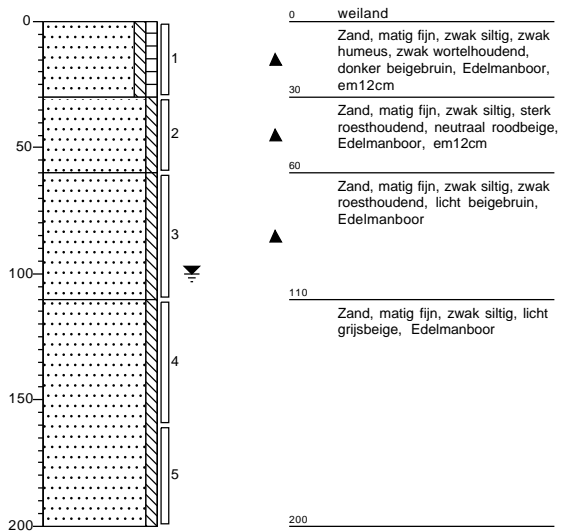 0
50
100
150
200
1
2
3
4
5
0 weiland
Zand, matig fijn, zwak siltig, zwak
humeus, zwak wortelhoudend,
donker beigebruin, Edelmanboor,
em12cm
30
Zand, matig fijn, zwak siltig, sterk
roesthoudend, neutraal roodbeige,
Edelmanboor, em12cm
60
Zand, matig fijn, zwak siltig, zwak
roesthoudend, licht beigebruin,
Edelmanboor
110
Zand, matig fijn, zwak siltig, licht
grijsbeige, Edelmanboor
200